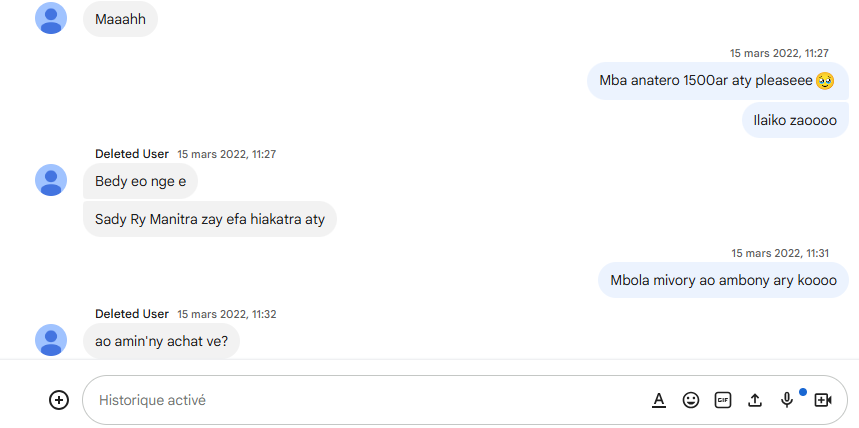 Maaahh
15 mars 2022, 11:27
Mba anatero 1500ar aty pleaseee🥹
Ilaiko zaoooo
Deleted User 15 mars 2022, 11:27
Bedy eo nge e
Sady Ry Manitra zay efa hiakatra aty
15 mars 2022, 11:31
Mbola mivory ao ambony ary koooo
Deleted User 15 mars 2022, 11:32
ao amin'ny achat ve?
Historique activé
A
GIF